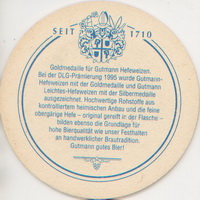 SEIT 1710
Goldmedaille für Gutmann Hefeweizen.
Bei der DLG-Prämierung 1995 wurde Gutmann-
Hefeweizen mit der Goldmedaille und Gutmann
Leichtes-Hefeweizen mit der Silbermedaille
ausgezeichnet. Hochwertige Rohstoffe aus
kontrolliertem heimischen Anbau und die feine
obergärige Hefe - original gereift in der Flasche -
bilden ebenso die Grundlage für
hohe Bierqualität wie unser Festhalten
an handwerklicher Brautradition.
Gutmann gutes Bier!